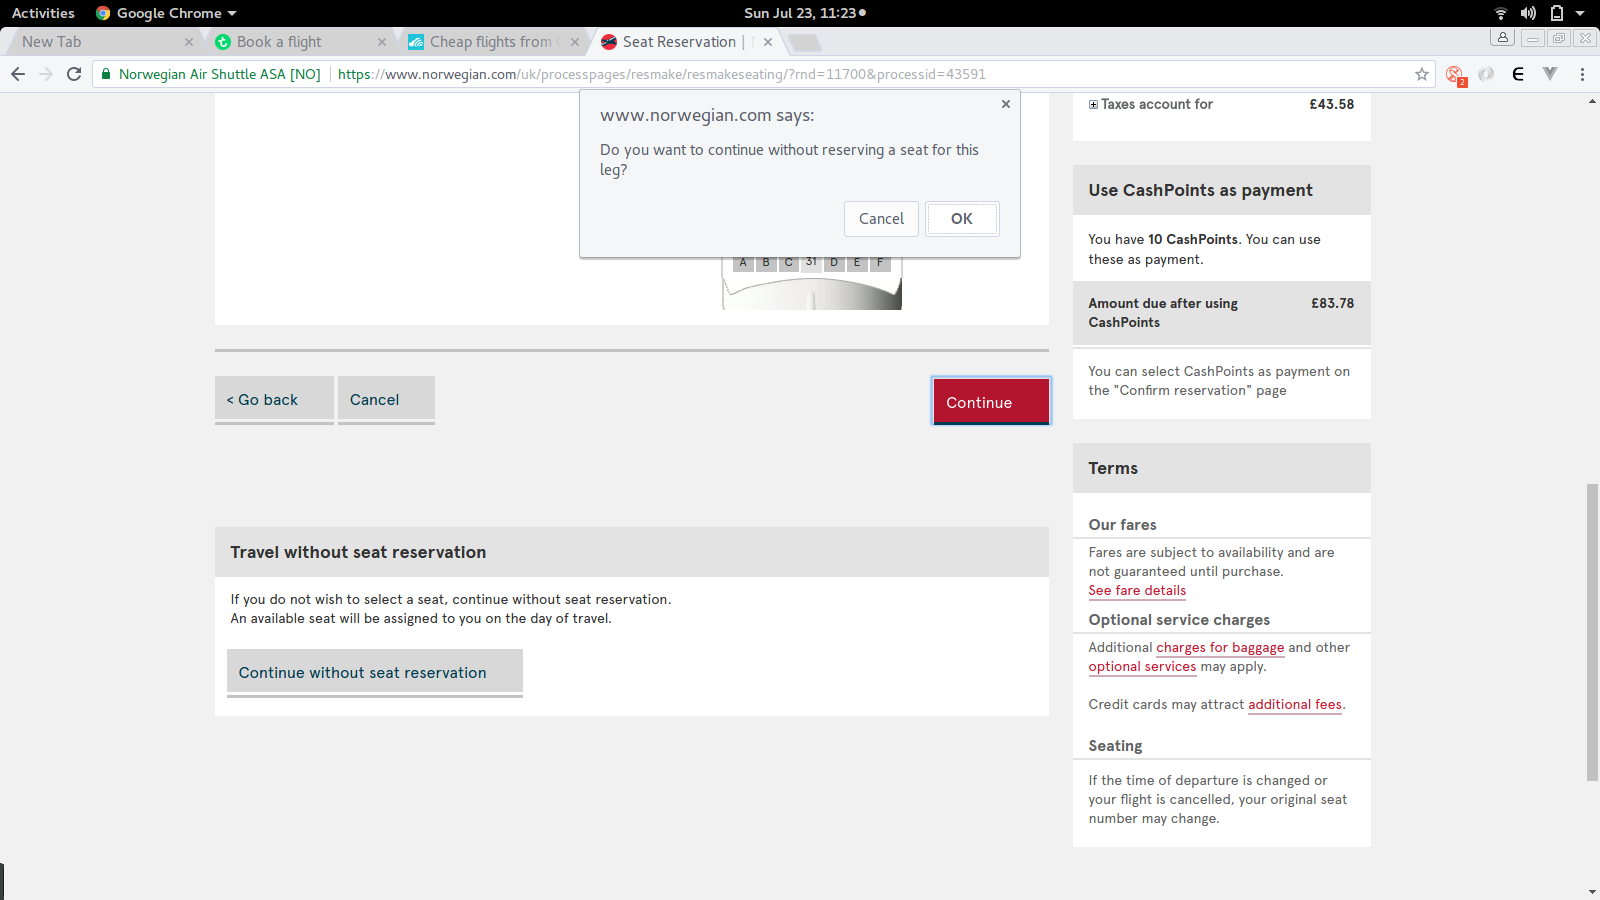 Activities
Google Chrome
Sun Jul 23, 11:23
New Tab
Book a flight
Cheap flights from
Seat Reservation |
Norwegian Air Shuttle ASA [NO]
https://www.norwegian.com/uk/processpages/resmake/resmakeseating/?rnd=11700&processid=43591
2
E
www.norwegian.com says:
Do you want to continue without reserving a seat for this
leg?
Cancel
OK
A B C 31 D E F
< Go back
Cancel
Continue
Travel without seat reservation
If you do not wish to select a seat, continue without seat reservation.
An available seat will be assigned to you on the day of travel.
Continue without seat reservation
Taxes account for £43.58
Use CashPoints as payment
You have 10 CashPoints. You can use
these as payment.
Amount due after using £83.78
CashPoints
You can select CashPoints as payment on
the "Confirm reservation" page
Terms
Our fares
Fares are subject to availability and are
not guaranteed until purchase.
See fare details
Optional service charges
Additional charges for baggage and other
optional services may apply.
Credit cards may attract additional fees.
Seating
If the time of departure is changed or
your flight is cancelled, your original seat
number may change.